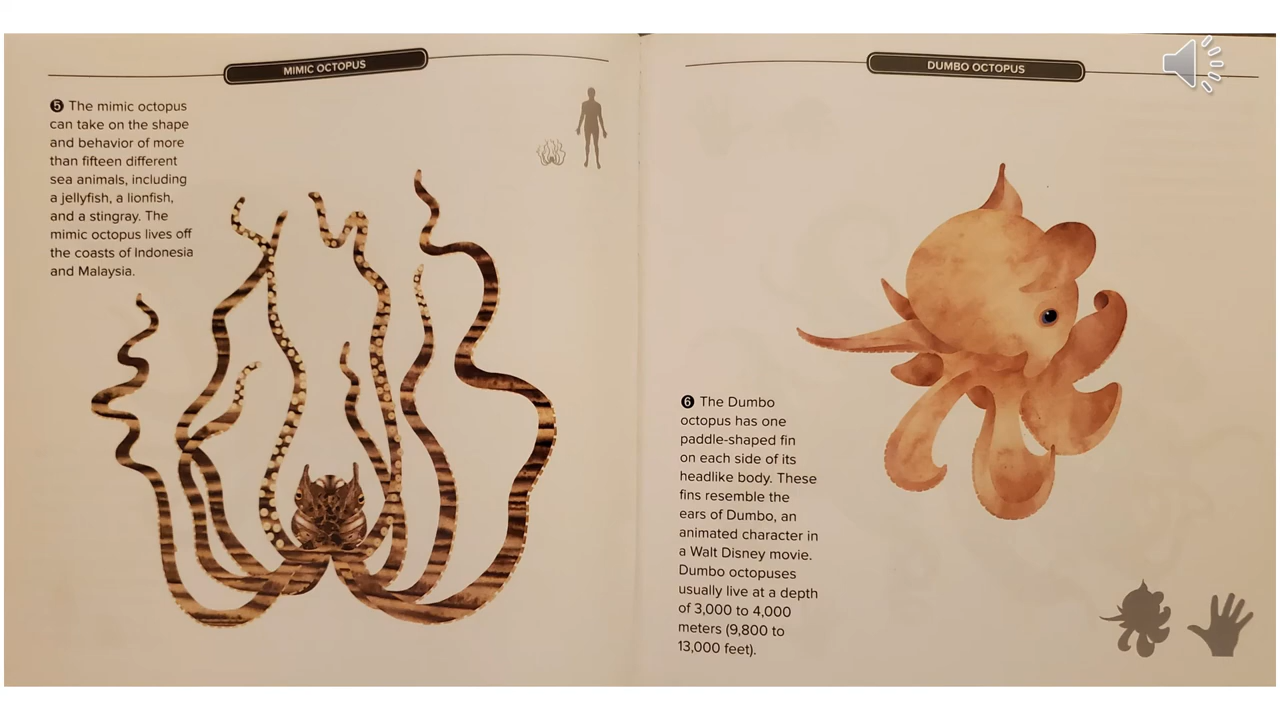 MIMIC OCTOPUS
❺ The mimic octopus
can take on the shape
and behavior of more
than fifteen different
sea animals, including
a jellyfish, a lionfish,
and a stingray. The
mimic octopus lives off
the coasts of Indonesia
and Malaysia.
DUMBO OCTOPUS
❻ The Dumbo
octopus has one
paddle-shaped fin
on each side of its
headlike body. These
fins resemble the
ears of Dumbo, an
animated character in
a Walt Disney movie.
Dumbo octopuses
usually live at a depth
of 3,000 to 4,000
meters (9,800 to
13,000 feet).